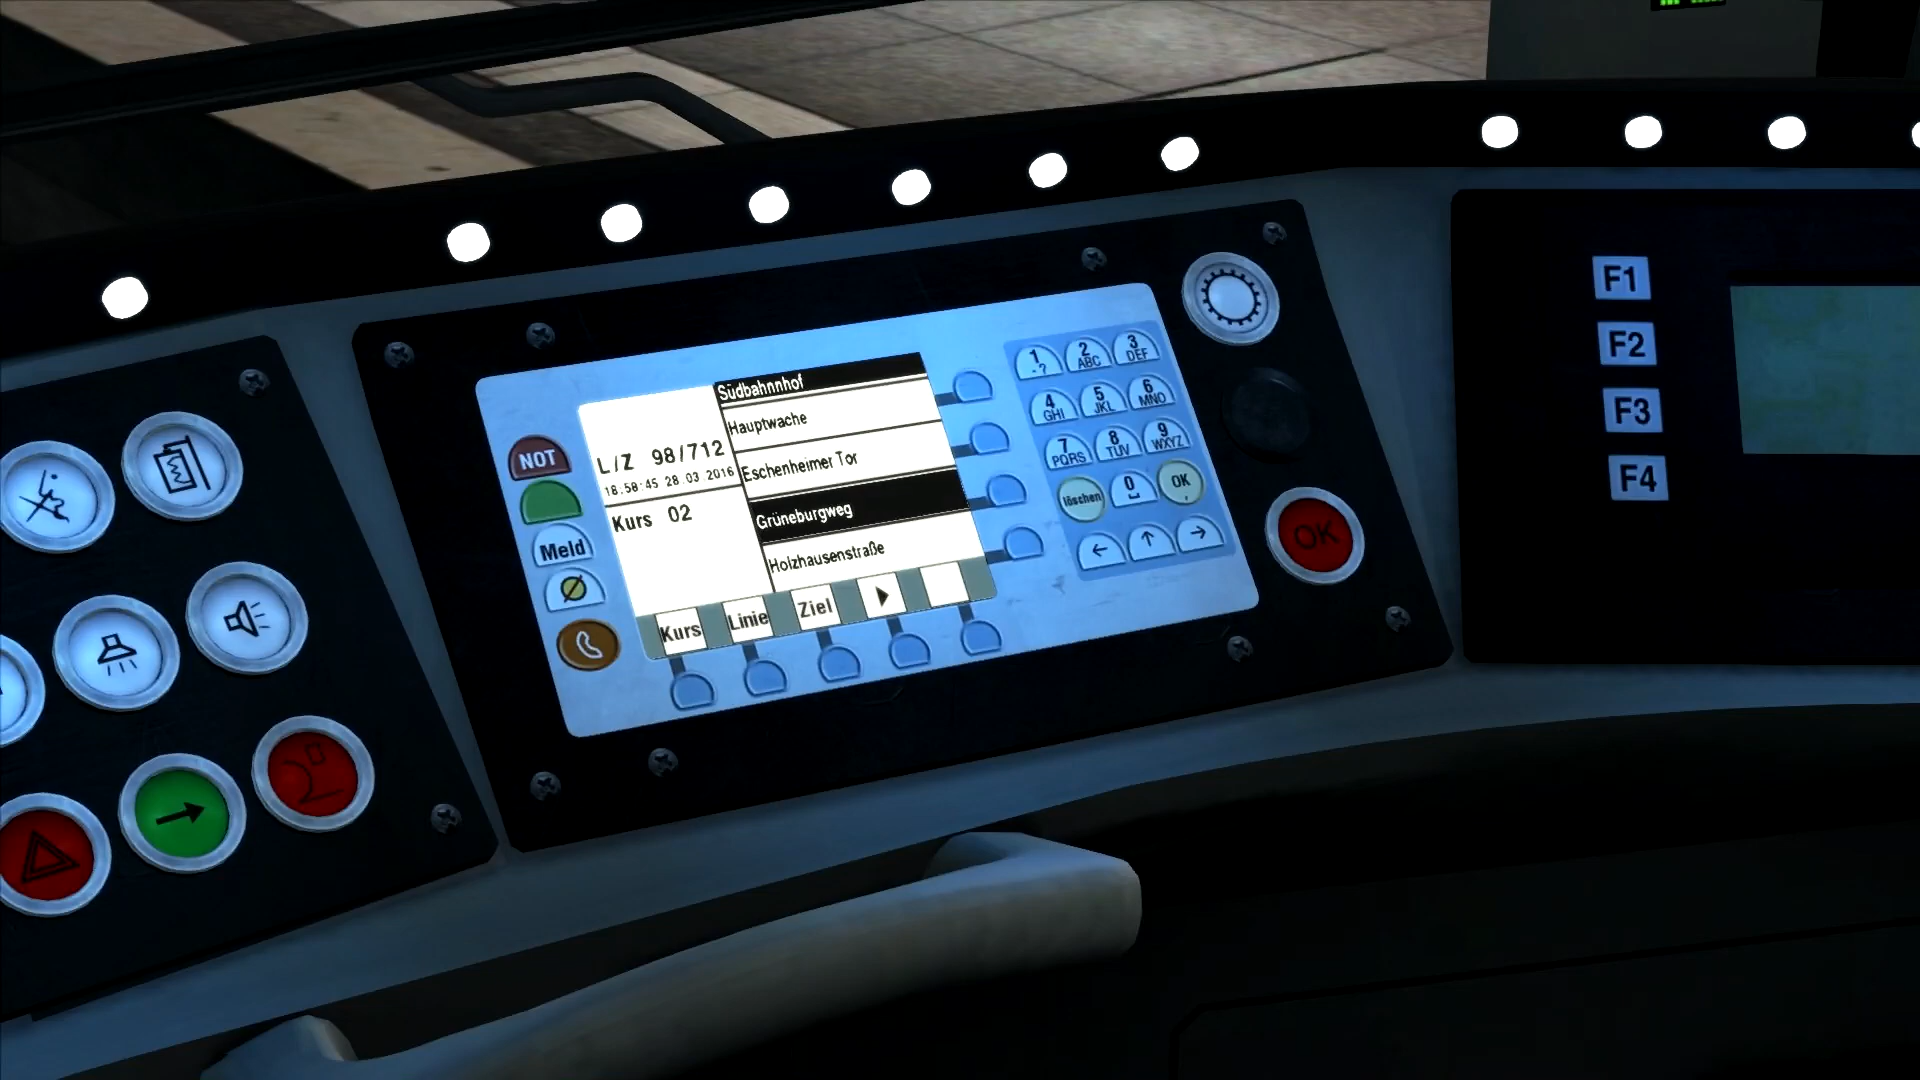 Südbahnnhof
Hauptwache
L/Z 98/712
18.58:45 28.03 2016
Eschenheimer Tor
Kurs 02
Grüneburgweg
Holzhausenstraße
Kurs
Linie
Ziel
NOT
Meld
1
- ?
2
ABC
3
DEF
4
GHI
5
JKL
6
MNO
7
PQRS
8
TUV
9
WXYZ
löschen
0
OK
,
OK
F1
F2
F3
F4